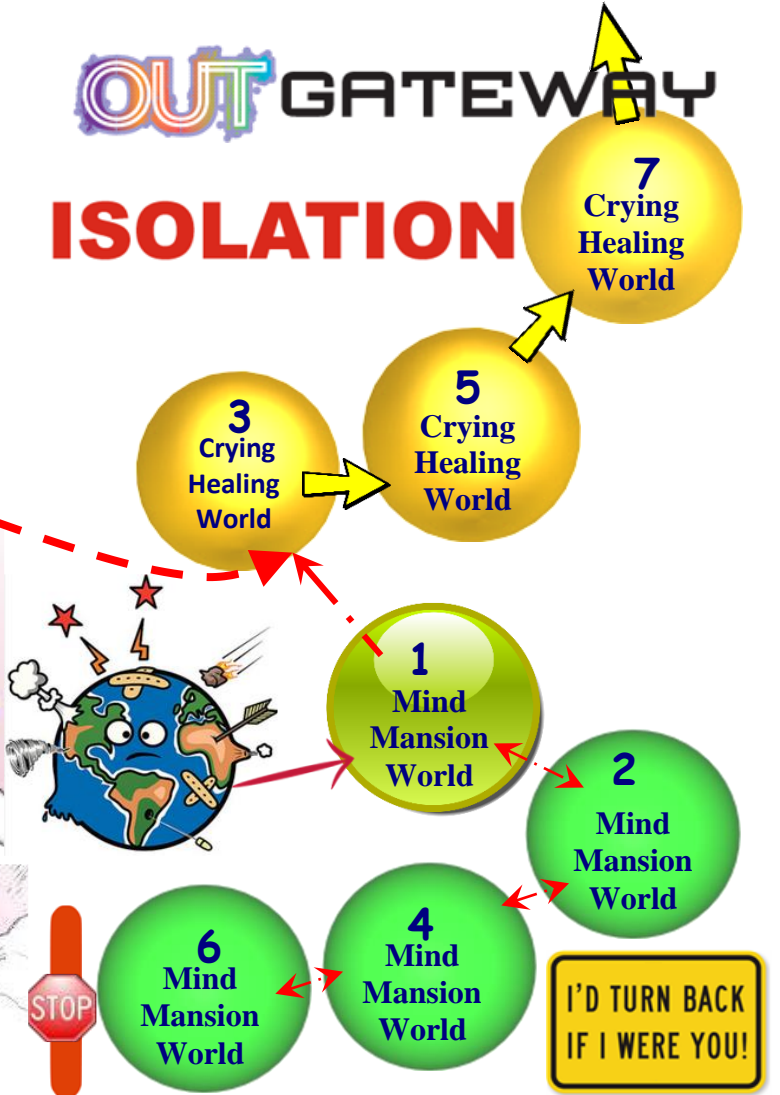 OUT GATEWAY
ISOLATION
7
Crying
Healing
World
5
Crying
Healing
World
3
Crying
Healing
World
1
Mind
Mansion
World
2
Mind
Mansion
World
4
Mind
Mansion
World
6
Mind
Mansion
World
STOP
I'D TURN BACK
IF I WERE YOU!